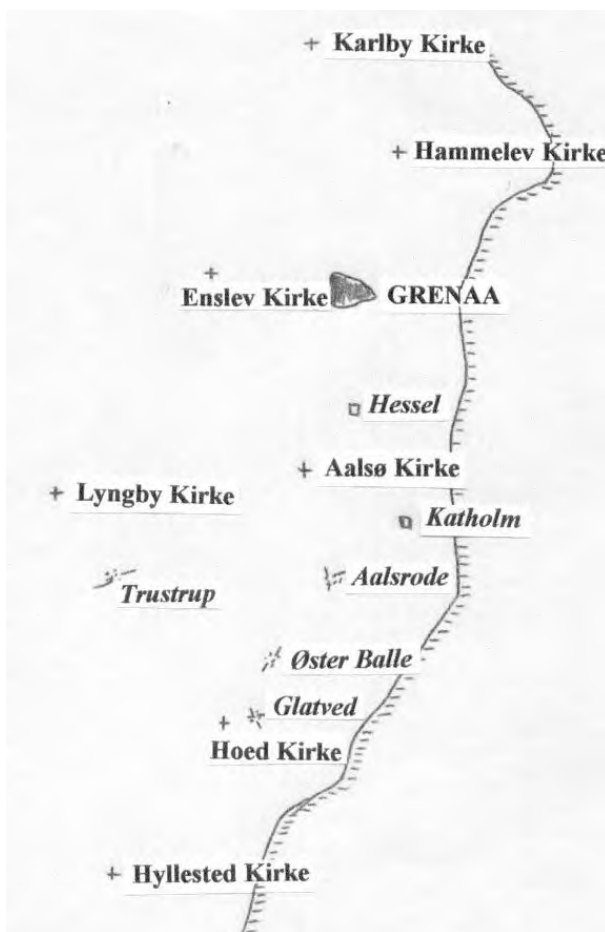 Karlby Kirke
Hammelev Kirke
Enslev Kirke
GRENAA
Hessel
Aalsø Kirke
Lyngby Kirke
Katholm
Trustrup
Aalsrode
Øster Balle
Glatved
Hoed Kirke
Hyllested Kirke